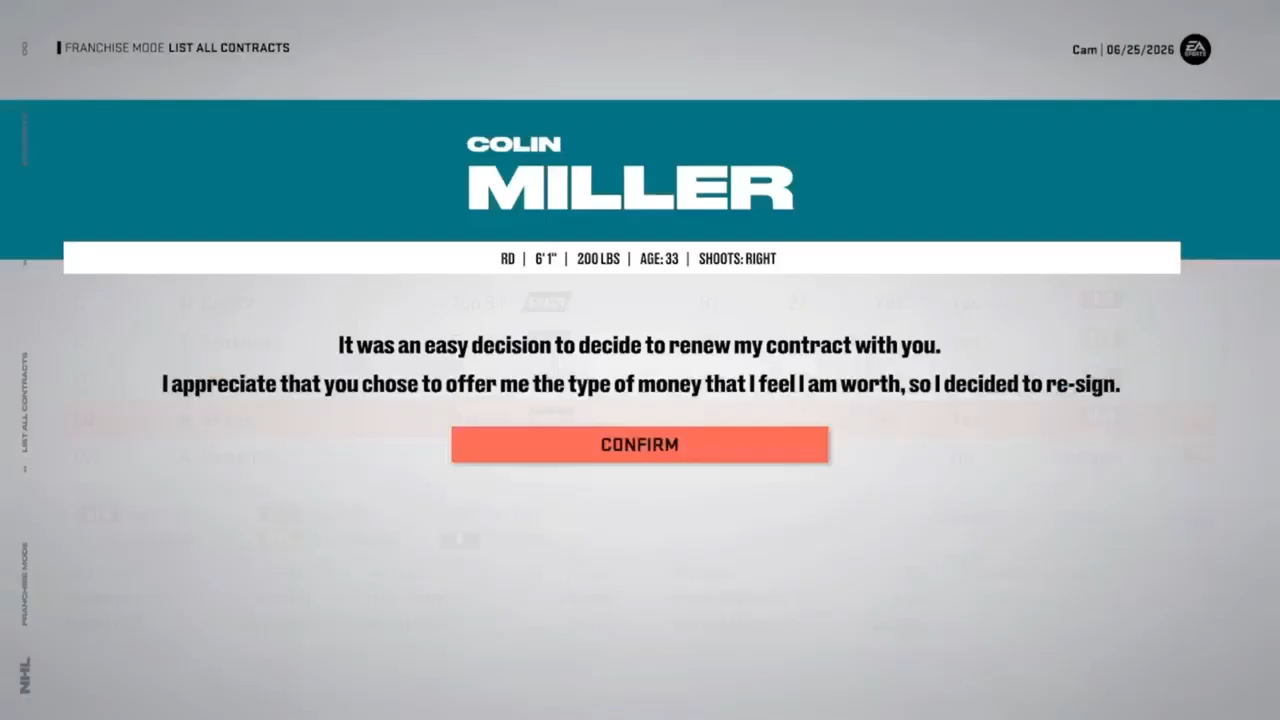 FRANCHISE MODE LIST ALL CONTRACTS
Cam | 06/25/2026
EA SPORTS
COLIN
MILLER
RD | 6'1" | 200 LBS | AGE: 33 | SHOOTS: RIGHT
It was an easy decision to decide to renew my contract with you.
I appreciate that you chose to offer me the type of money that I feel I am worth, so I decided to re-sign.
CONFIRM
LIST ALL CONTRACTS
FRANCHISE MODE
NHL